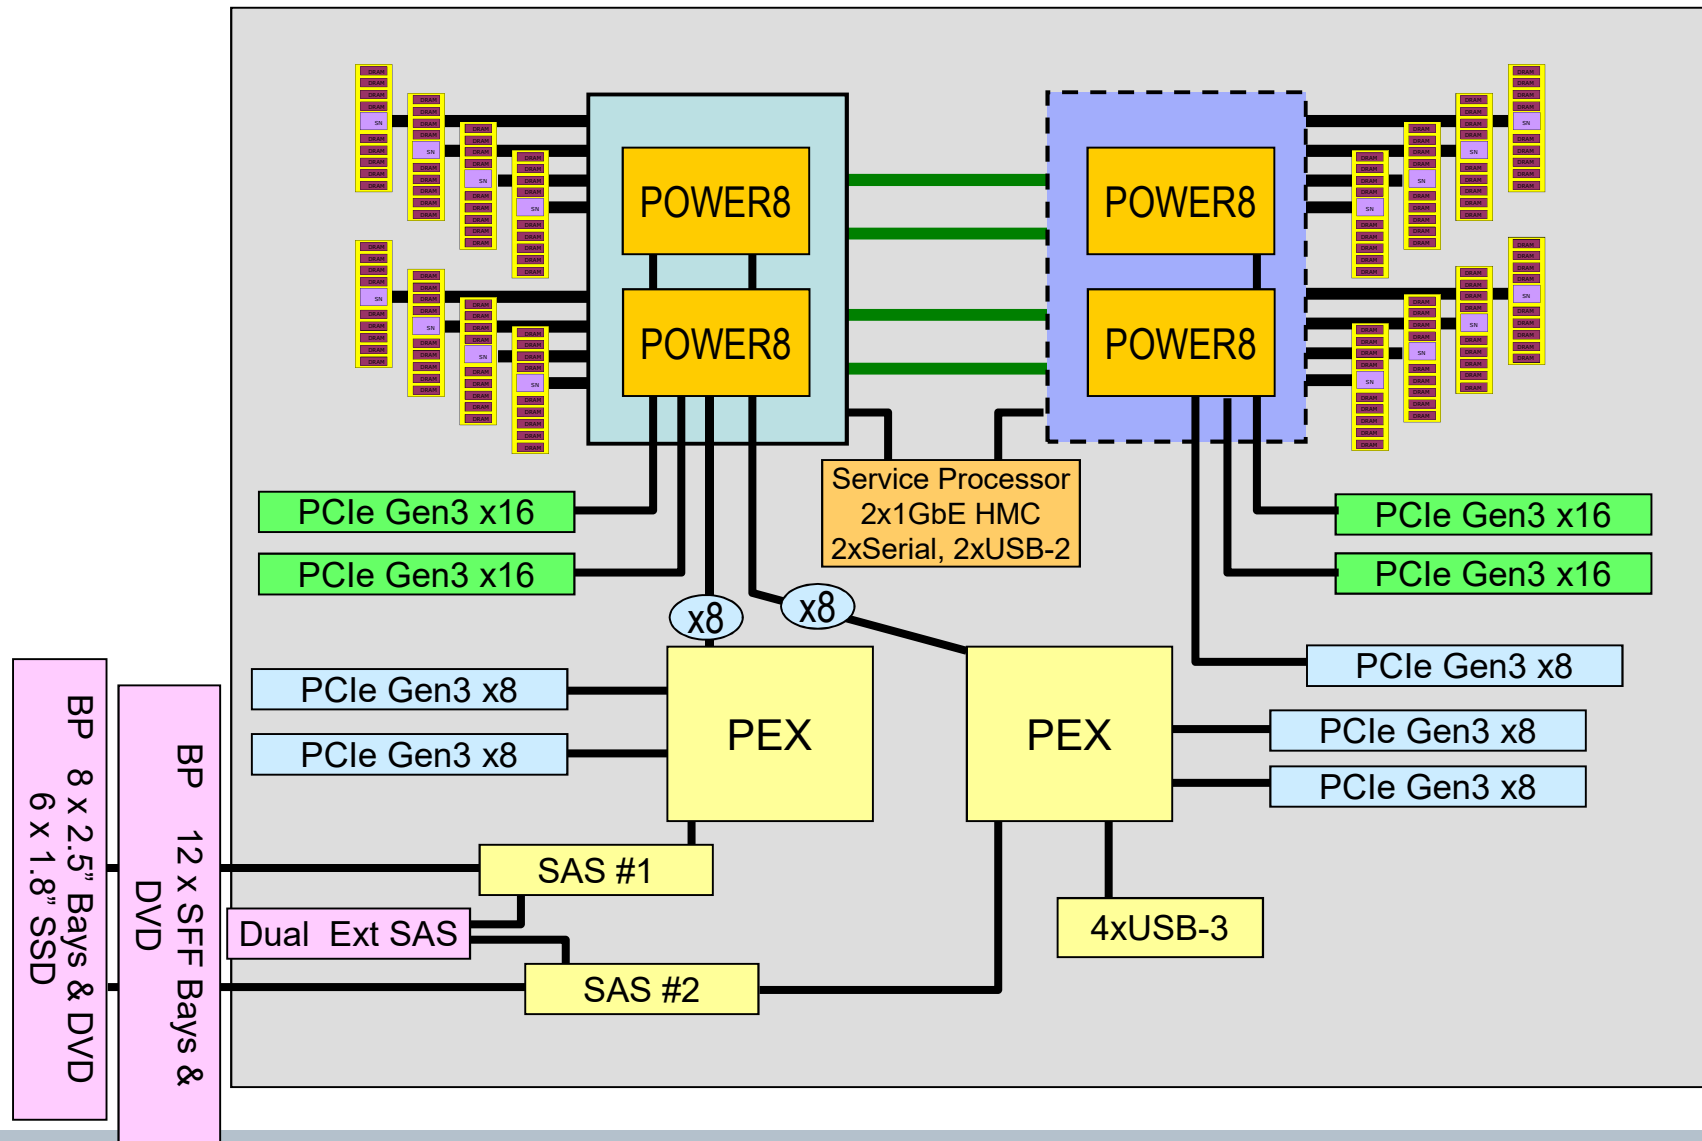 POWER8
POWER8
POWER8
POWER8
Service Processor
2x1GbE HMC
2xSerial, 2xUSB-2
PCIe Gen3 x16
PCIe Gen3 x16
PCIe Gen3 x16
PCIe Gen3 x16
x8
x8
PCIe Gen3 x8
PCIe Gen3 x8
PCIe Gen3 x8
PCIe Gen3 x8
PCIe Gen3 x8
PEX
PEX
SAS #1
Dual Ext SAS
SAS #2
4xUSB-3
BP 8 x 2.5” Bays & DVD
6 x 1.8” SSD
BP 12 x SFF Bays &
DVD
DRAM
SN